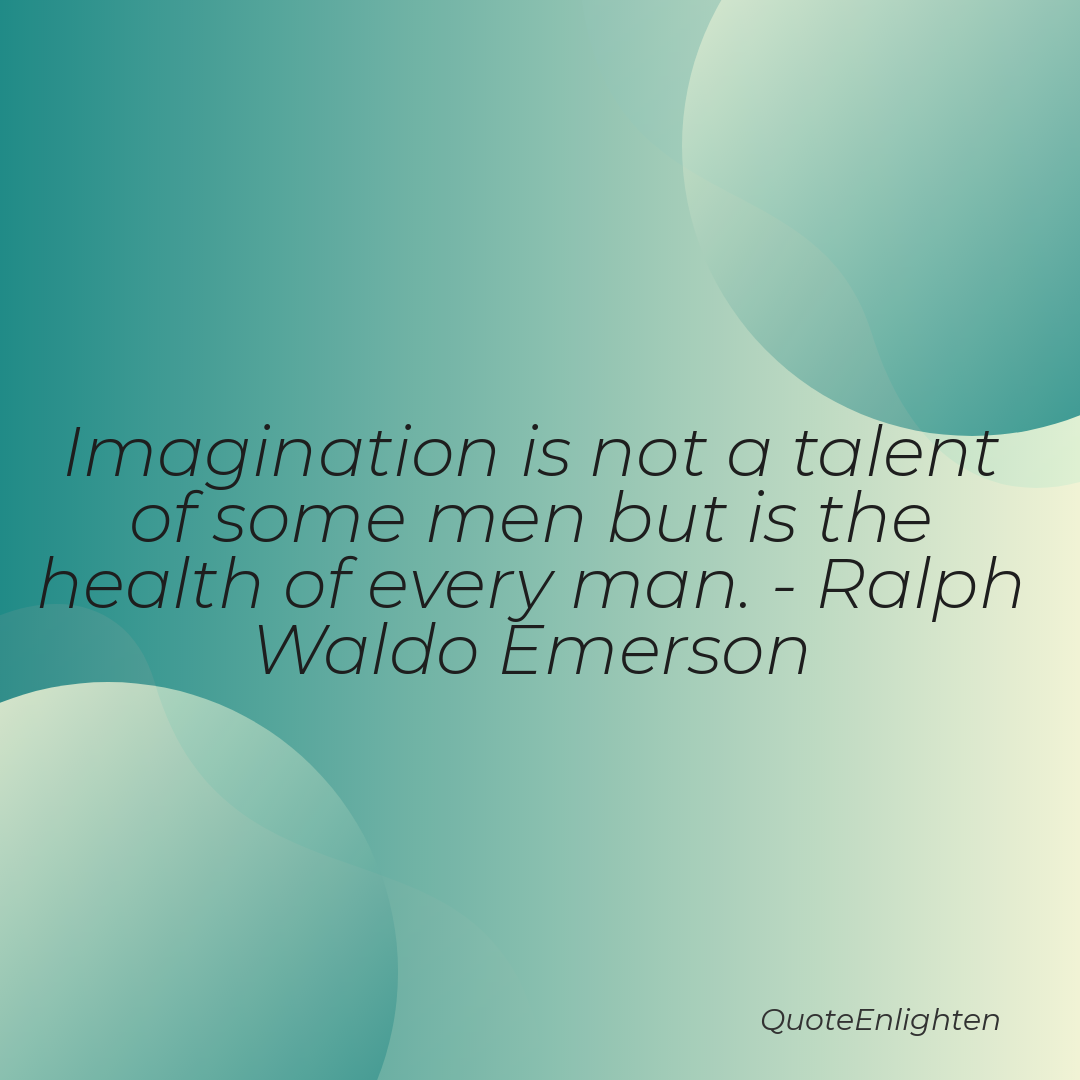 Imagination is not a talent
of some men but is the
health of every man. - Ralph
Waldo Emerson
QuoteEnlighten